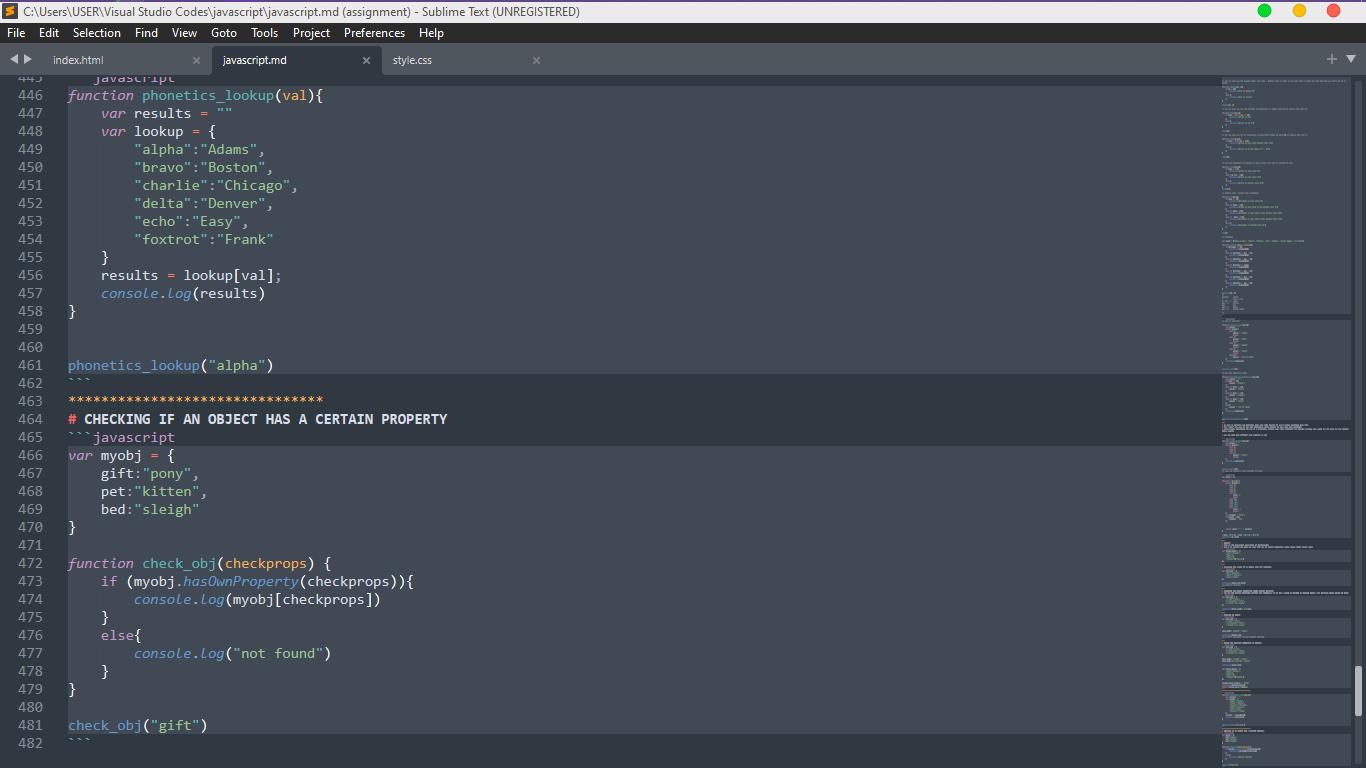 C:\Users\USER\Visual Studio Codes\javascript\javascript.md (assignment) - Sublime Text (UNREGISTERED)
File Edit Selection Find View Goto Tools Project Preferences Help
index.html × javascript.md × style.css ×
445 javascript
446 function phonetics_lookup(val){
447     var results = ""
448     var lookup = {
449         "alpha":"Adams",
450         "bravo":"Boston",
451         "charlie":"Chicago",
452         "delta":"Denver",
453         "echo":"Easy",
454         "foxtrot":"Frank"
455     }
456     results = lookup[val];
457     console.log(results)
458 }
459
460
461 phonetics_lookup("alpha")
462 ```
463 *******************************
464 # CHECKING IF AN OBJECT HAS A CERTAIN PROPERTY
465 ```javascript
466 var myobj = {
467     gift:"pony",
468     pet:"kitten",
469     bed:"sleigh"
470 }
471
472 function check_obj(checkprops) {
473     if (myobj.hasOwnProperty(checkprops)){
474         console.log(myobj[checkprops])
475     }
476     else{
477         console.log("not found")
478     }
479 }
480
481 check_obj("gift")
482 ```